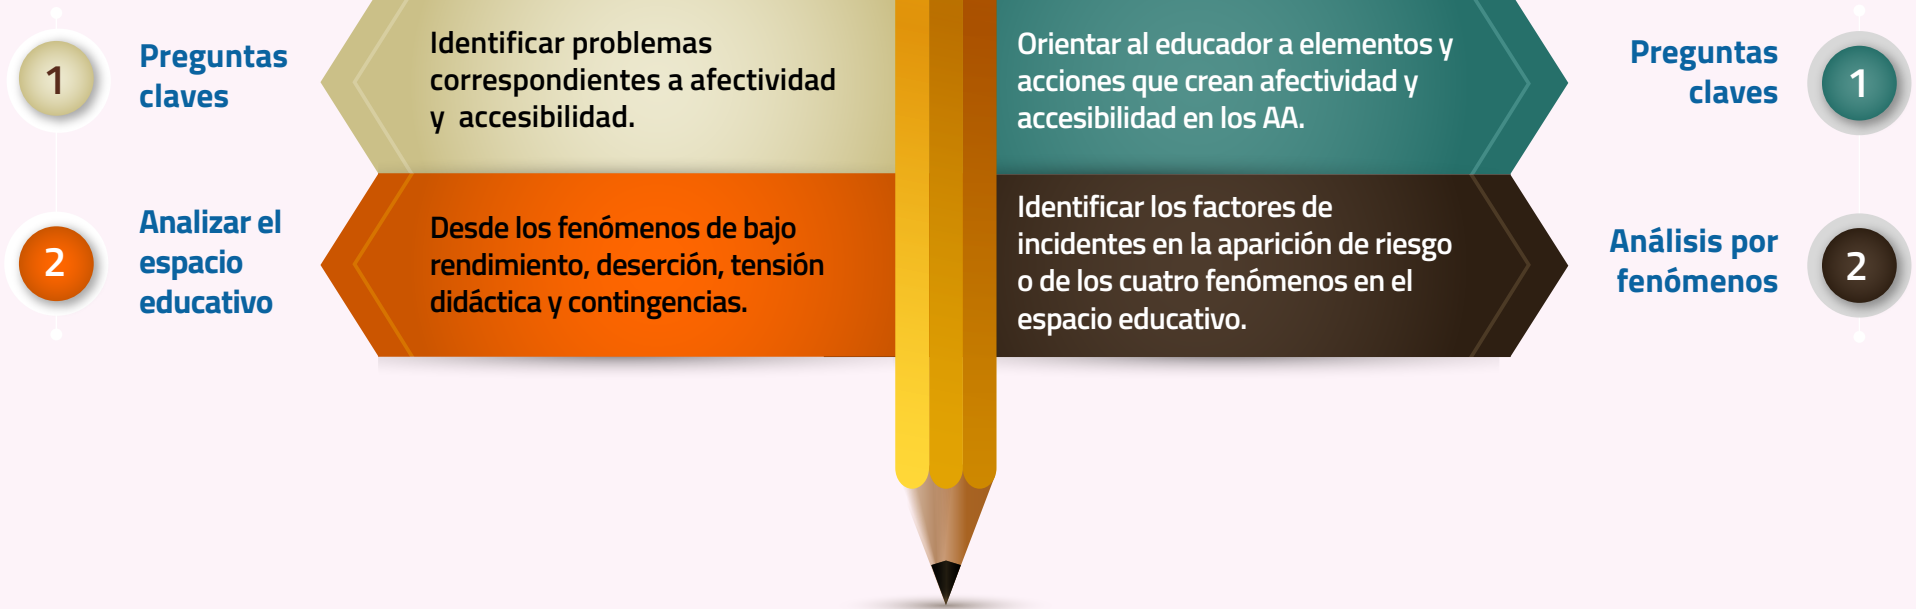 1
Preguntas
claves
Identificar problemas
correspondientes a afectividad
y accesibilidad.
Orientar al educador a elementos y
acciones que crean afectividad y
accesibilidad en los AA.
Preguntas
claves
1
2
Analizar el
espacio
educativo
Desde los fenómenos de bajo
rendimiento, deserción, tensión
didáctica y contingencias.
Identificar los factores de
incidentes en la aparición de riesgo
o de los cuatro fenómenos en el
espacio educativo.
Análisis por
fenómenos
2